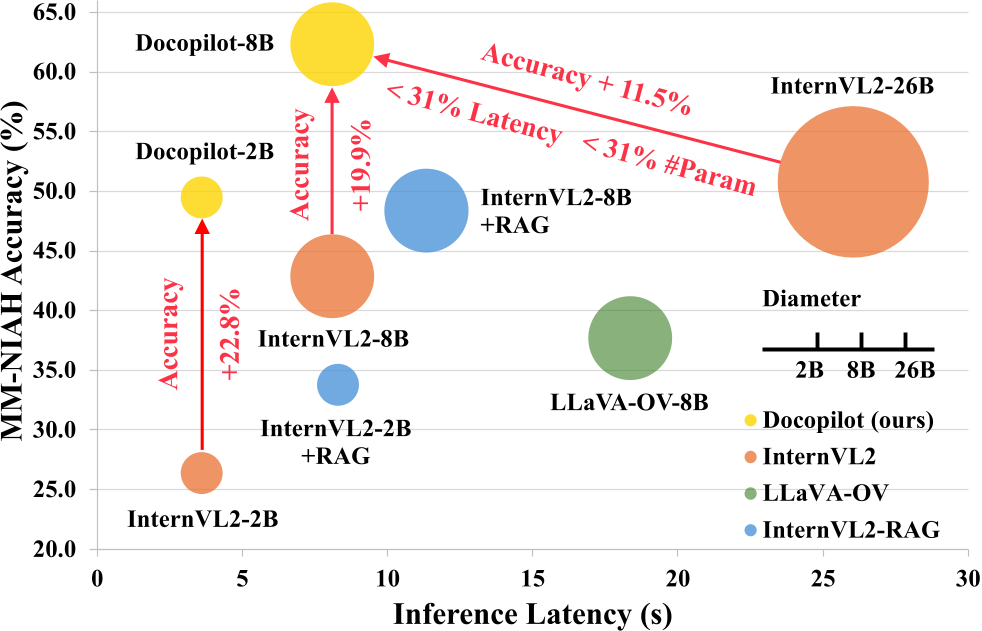 MM-NIAH Accuracy (%)
65.0
60.0
55.0
50.0
45.0
40.0
35.0
30.0
25.0
20.0
Docopilot-8B
Accuracy + 11.5%
< 31% Latency < 31% #Param
InternVL2-26B
Docopilot-2B
Accuracy
+19.9%
InternVL2-8B
+RAG
Accuracy
+22.8%
InternVL2-8B
InternVL2-2B
+RAG
LLaVA-OV-8B
InternVL2-2B
Diameter
2B 8B 26B
Docopilot (ours)
InternVL2
LLaVA-OV
InternVL2-RAG
0 5 10 15 20 25 30
Inference Latency (s)